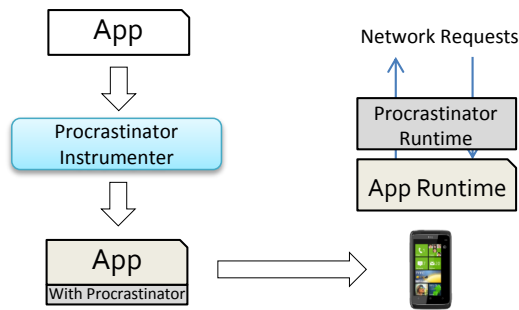 App
Procrastinator
Instrumenter
App
With Procrastinator
Network Requests
Procrastinator
Runtime
App Runtime